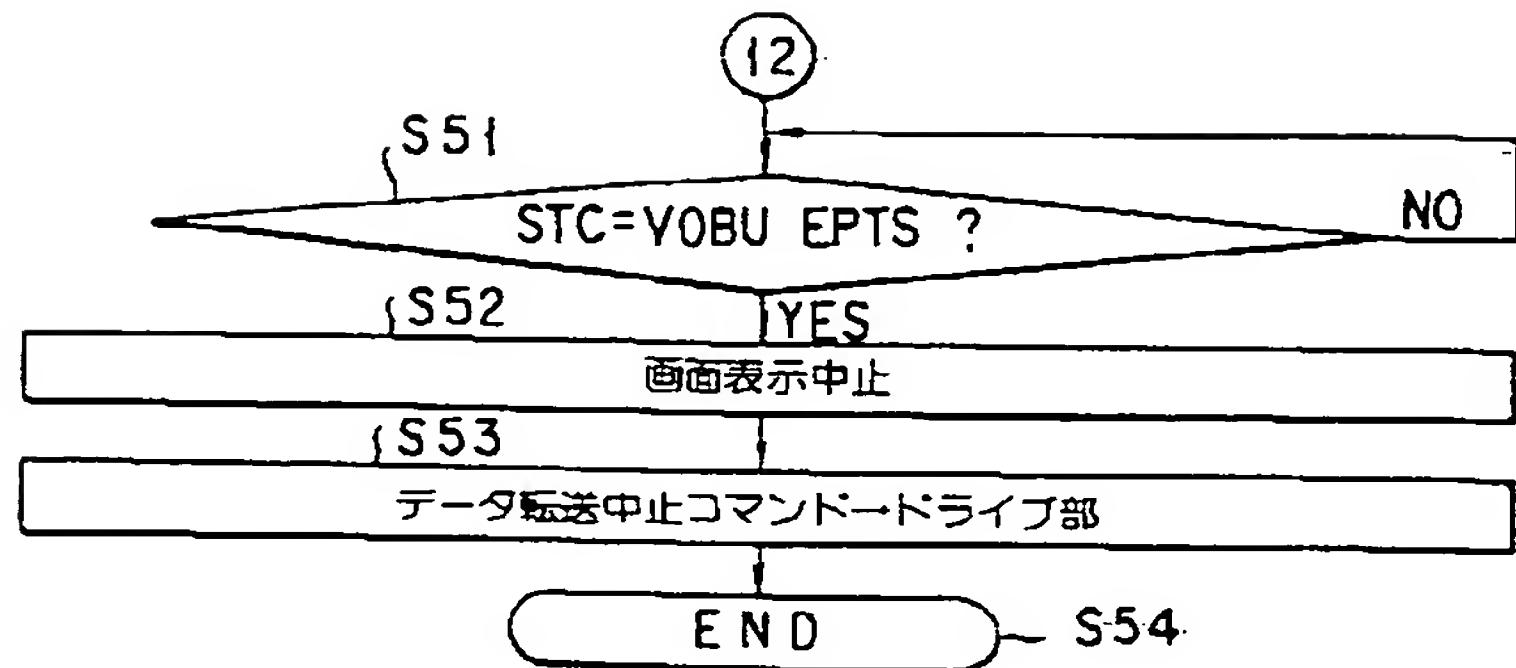 12
S51
STC=VOBU EPTS ?
NO
YES
S52
画面表示中止
S53
データ転送中止コマンド→ドライブ部
END
S54